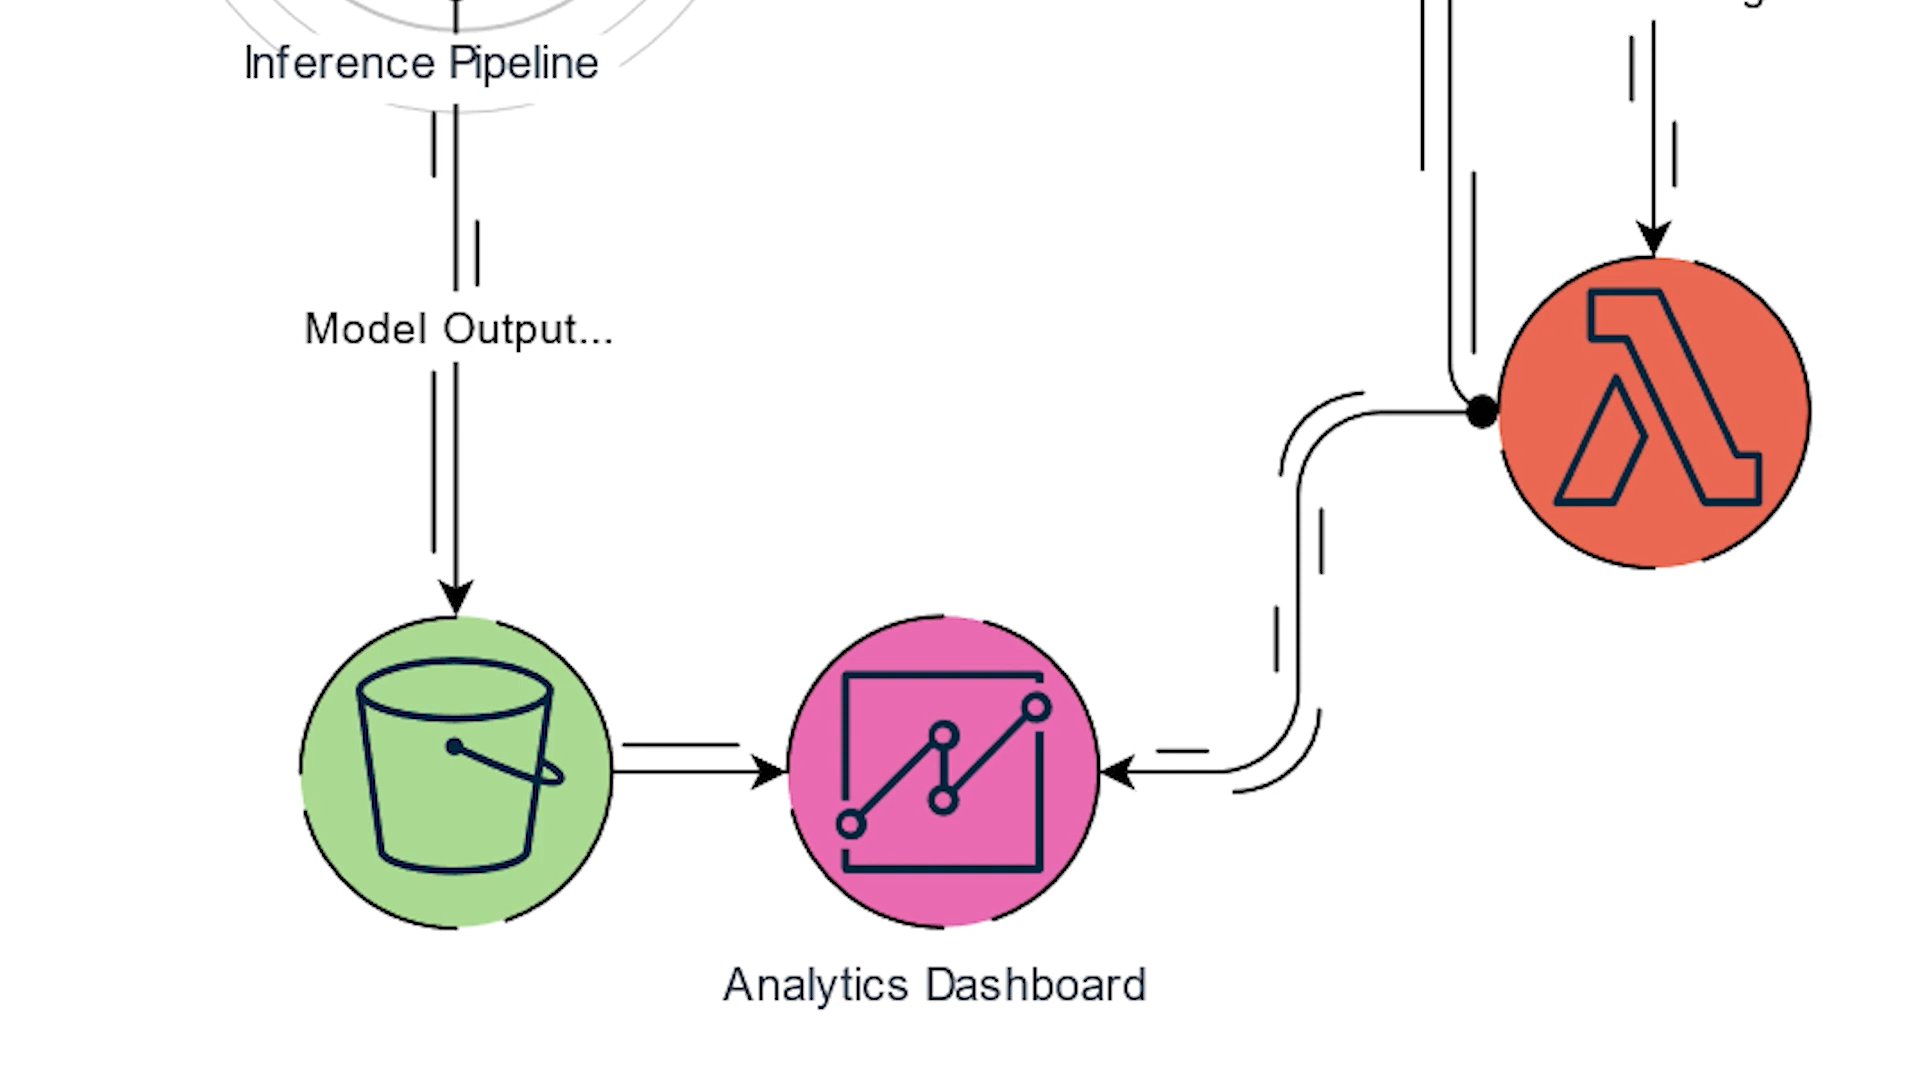 Inference Pipeline
Model Output...
Analytics Dashboard